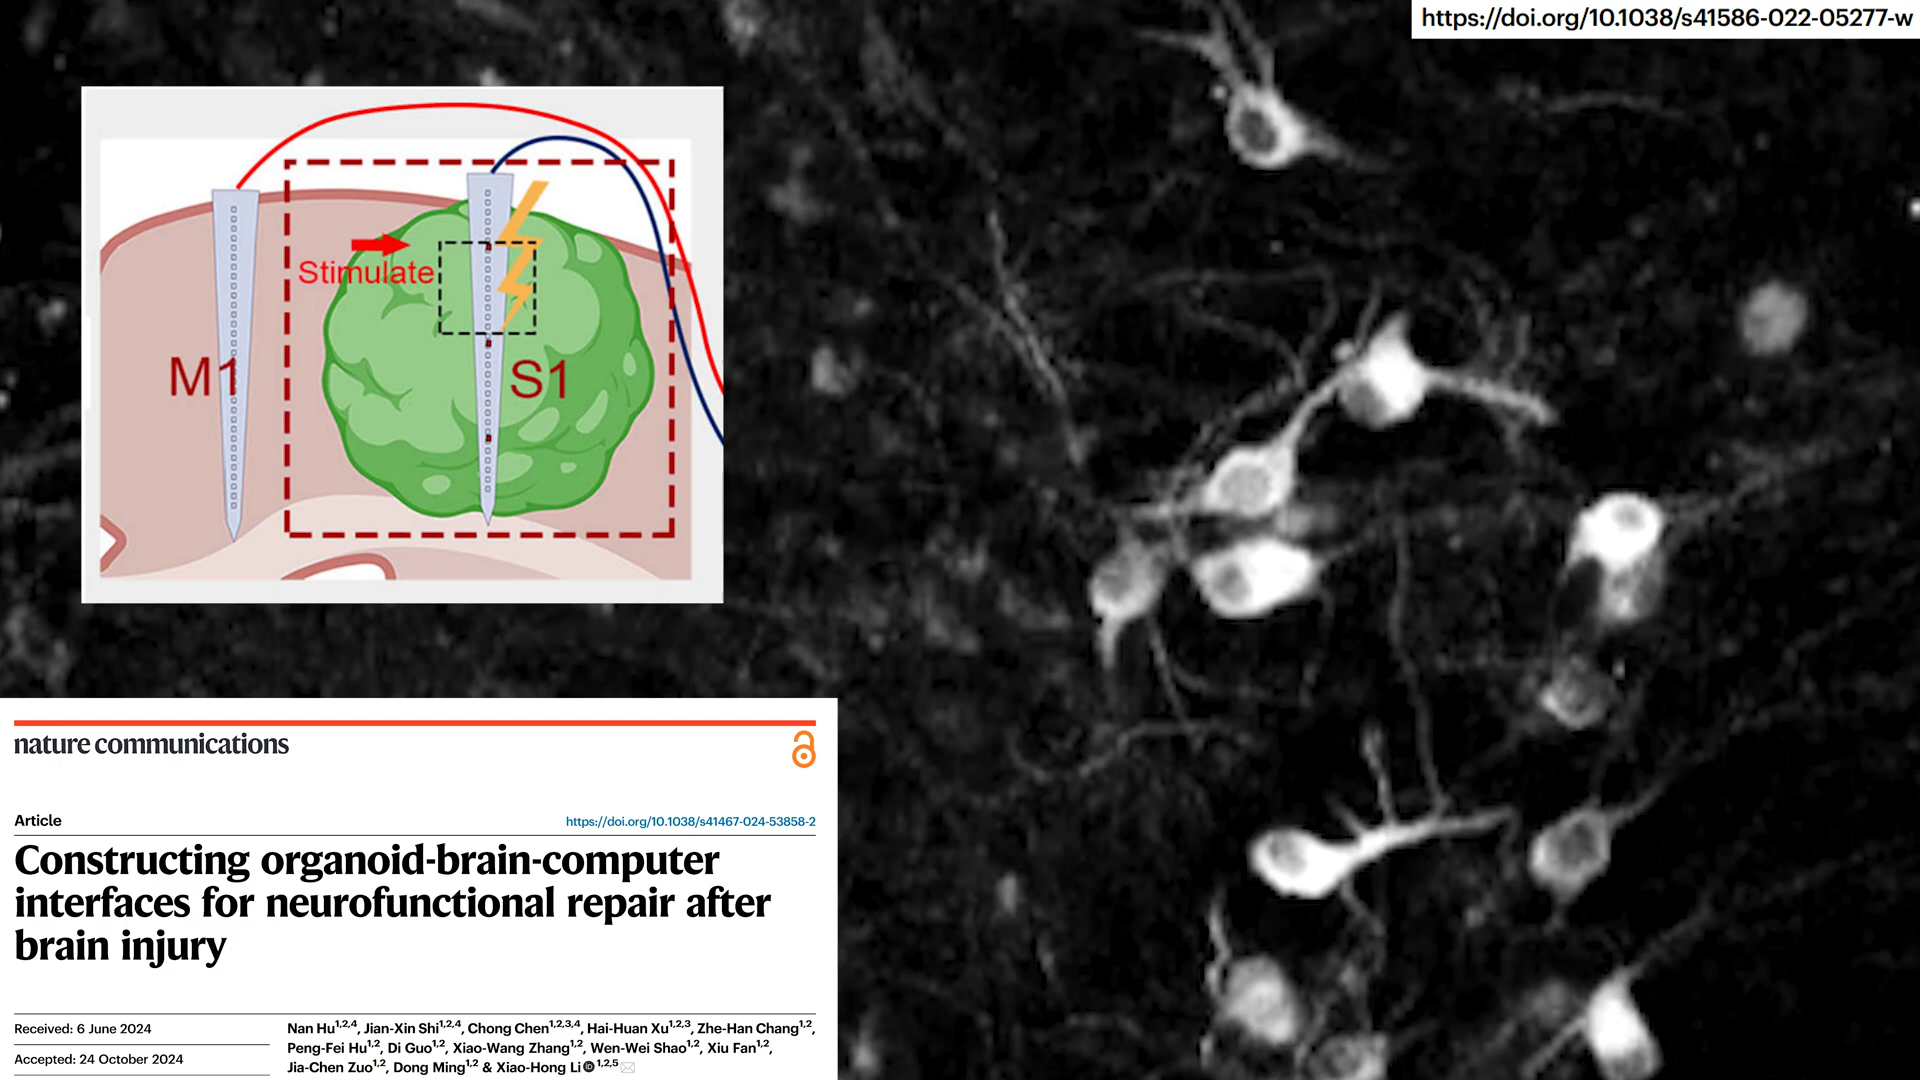 https://doi.org/10.1038/s41586-022-05277-w
Stimulate
M1
S1
nature communications
Article
https://doi.org/10.1038/s41467-024-53858-2
Constructing organoid-brain-computer
interfaces for neurofunctional repair after
brain injury
Received: 6 June 2024
Accepted: 24 October 2024
Nan Hu1,2,4, Jian-Xin Shi1,2,4, Chong Chen1,2,3,4, Hai-Huan Xu1,2,3, Zhe-Han Chang1,2,
Peng-Fei Hu1,2, Di Guo1,2, Xiao-Wang Zhang1,2, Wen-Wei Shao1,2, Xiu Fan1,2,
Jia-Chen Zuo1,2, Dong Ming1,2 & Xiao-Hong Li iD 1,2,5